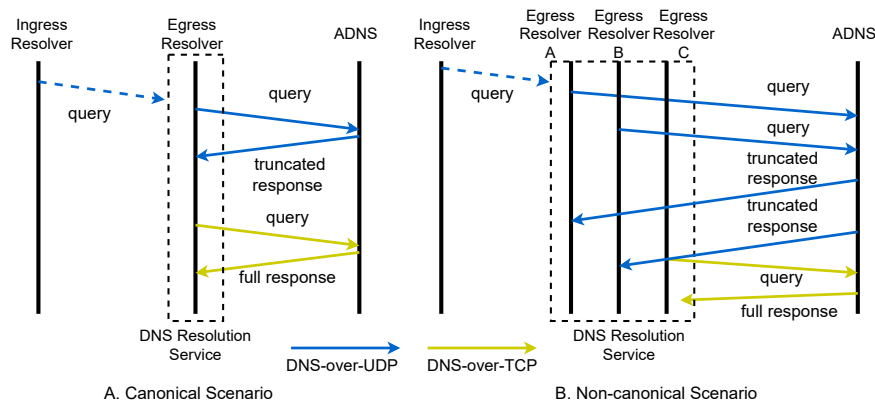 Ingress
Resolver
Egress
Resolver
ADNS
query
query
truncated
response
query
full response
DNS Resolution
Service
A. Canonical Scenario
Ingress
Resolver
Egress
Resolver
A
Egress
Resolver
B
Egress
Resolver
C
ADNS
query
query
query
truncated
response
truncated
response
query
full response
DNS Resolution
Service
B. Non-canonical Scenario
DNS-over-UDP
DNS-over-TCP